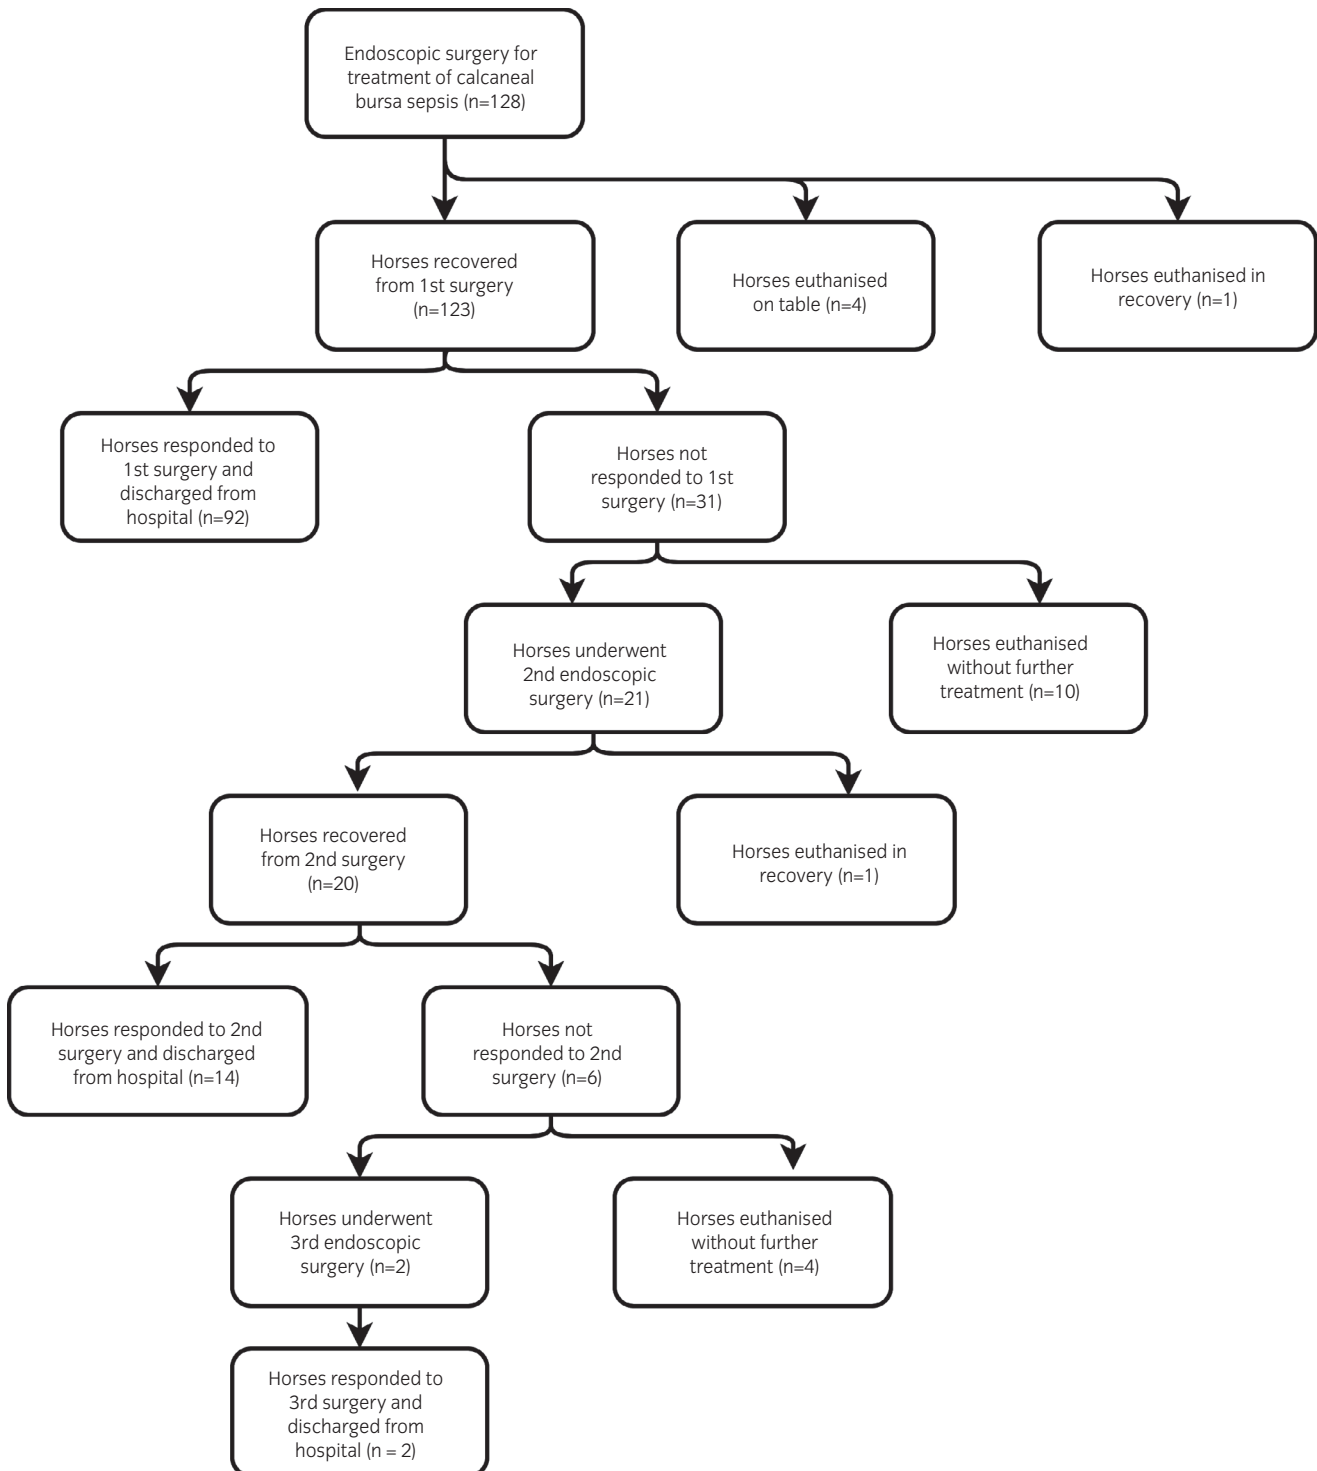 Endoscopic surgery for
treatment of calcaneal
bursa sepsis (n=128)
Horses recovered
from 1st surgery
(n=123)
Horses euthanised
on table (n=4)
Horses euthanised in
recovery (n=1)
Horses responded to
1st surgery and
discharged from
hospital (n=92)
Horses not
responded to 1st
surgery (n=31)
Horses underwent
2nd endoscopic
surgery (n=21)
Horses euthanised
without further
treatment (n=10)
Horses recovered
from 2nd surgery
(n=20)
Horses euthanised in
recovery (n=1)
Horses responded to 2nd
surgery and discharged
from hospital (n=14)
Horses not
responded to 2nd
surgery (n=6)
Horses underwent
3rd endoscopic
surgery (n=2)
Horses euthanised
without further
treatment (n=4)
Horses responded to
3rd surgery and
discharged from
hospital (n = 2)